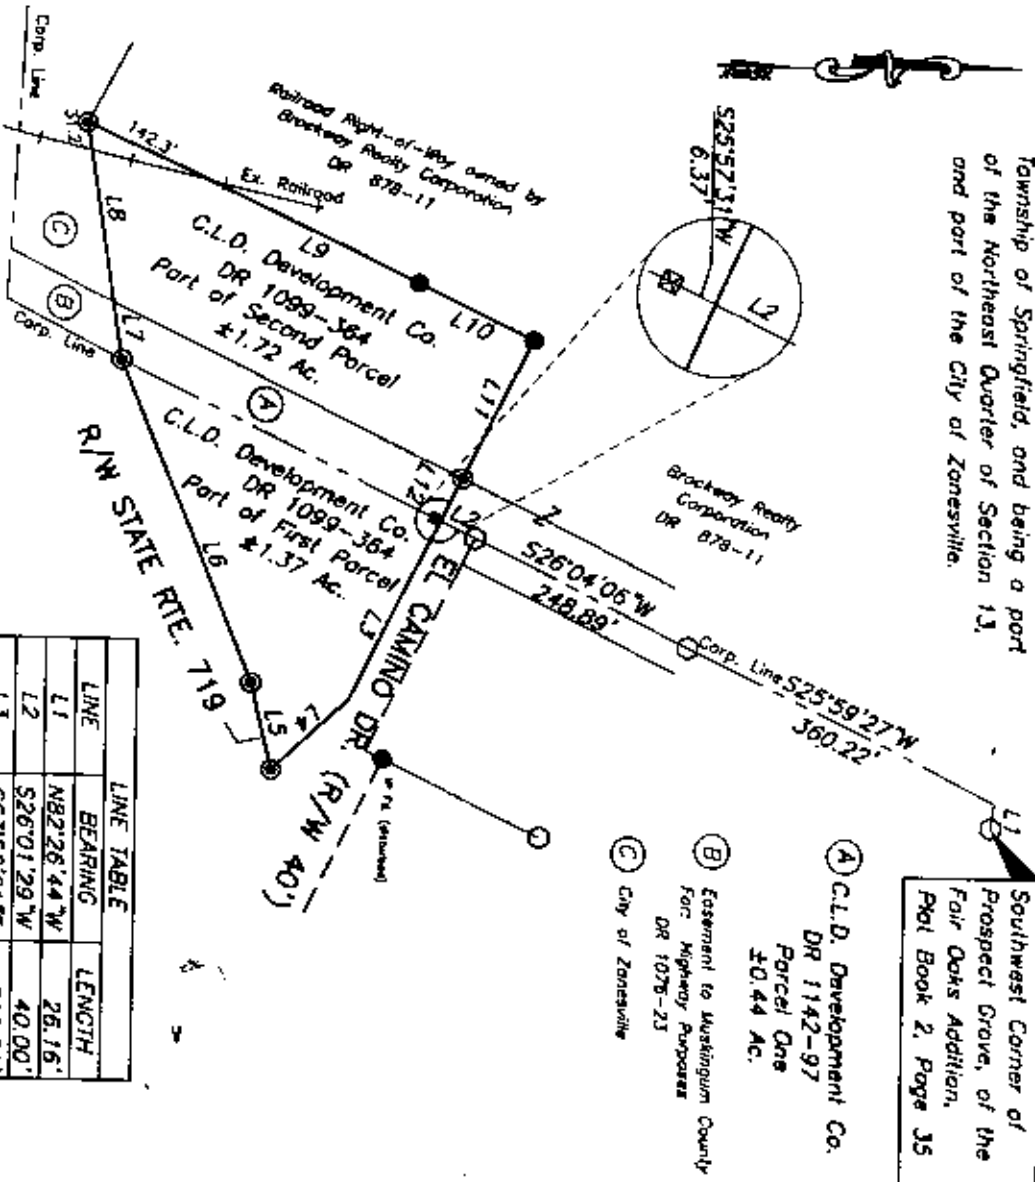 Township of Springfield, and being a part
of the Northeast Quarter of Section 13,
and part of the City of Zanesville.
S25°57'31"W
6.37'
L2
Railroad Right-of-Way owned by
Brockway Realty Corporation
DR 878-11
Ex. Railroad
142.3'
Corp. Line
L8
L9
L10
L11
C.L.D. Development Co.
DR 1099-364
Part of Second Parcel
±1.72 Ac.
C
B
L7
Corp. Line
A
L12
L2
C.L.D. Development Co.
DR 1099-364
Part of First Parcel
±1.37 Ac.
L3
L4
L5
L6
R/W STATE RTE. 719
EL CAMINO DR. (R/W 40')
Brockway Realty
Corporation
DR 878-11
Z
S26°04'06"W
248.89'
Corp. Line
S25°59'27"W
360.22'
L1
Southwest Corner of
Prospect Grove, of the
Fair Oaks Addition,
Plat Book 2, Page 35
A C.L.D. Development Co.
DR 1142-97
Parcel One
±0.44 Ac.
B Easement to Muskingum County
For Highway Purposes
DR 1075-23
C City of Zanesville
LINE TABLE
LINE BEARING LENGTH
L1 N82°26'44"W 26.16'
L2 S26°01'29"W 40.00'
L3